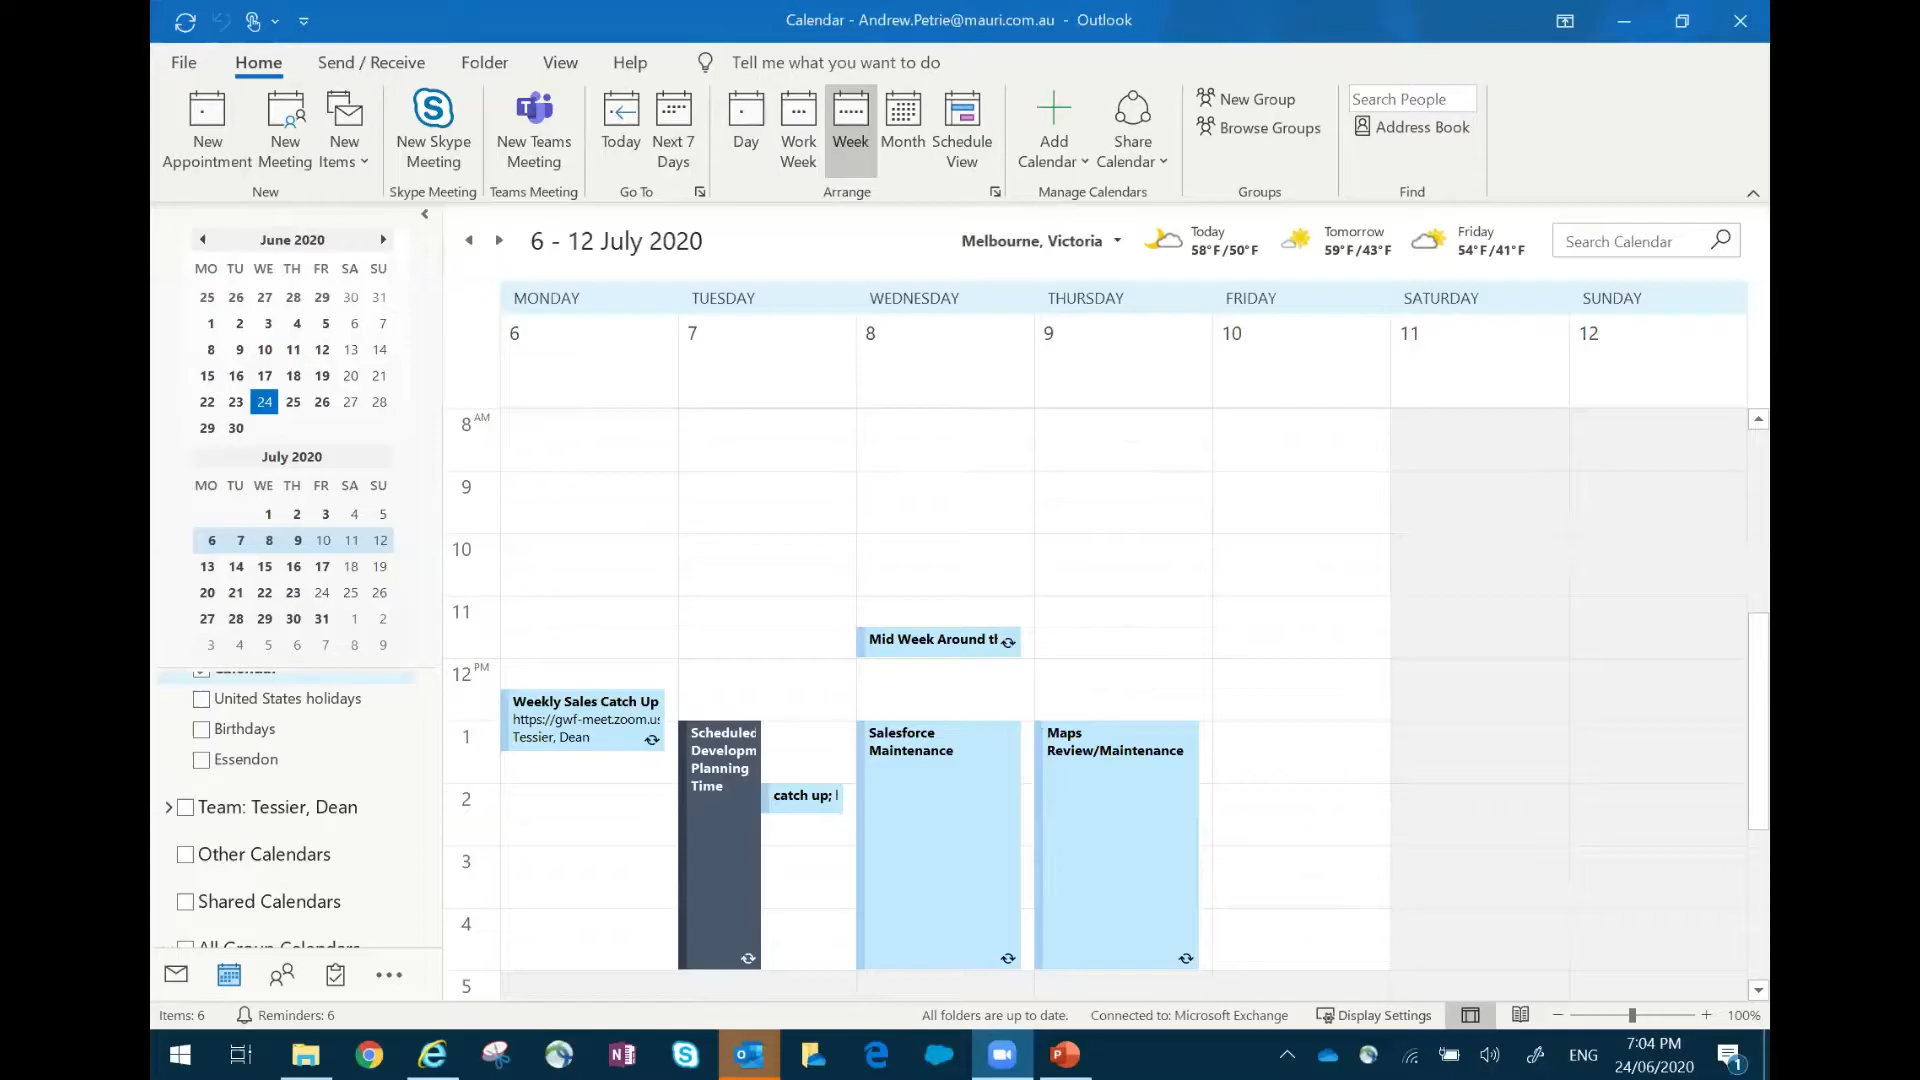 Calendar - Andrew.Petrie@mauri.com.au - Outlook
File Home Send / Receive Folder View Help Tell me what you want to do
New Appointment
New Meeting
New Items
New
New Skype Meeting
Skype Meeting
New Teams Meeting
Teams Meeting
Today
Next 7 Days
Go To
Day
Work Week
Week
Month
Schedule View
Arrange
Add Calendar
Share Calendar
Manage Calendars
New Group
Browse Groups
Groups
Search People
Address Book
Find
June 2020
MO TU WE TH FR SA SU
25 26 27 28 29 30 31
1 2 3 4 5 6 7
8 9 10 11 12 13 14
15 16 17 18 19 20 21
22 23 24 25 26 27 28
29 30
July 2020
MO TU WE TH FR SA SU
1 2 3 4 5
6 7 8 9 10 11 12
13 14 15 16 17 18 19
20 21 22 23 24 25 26
27 28 29 30 31 1 2
3 4 5 6 7 8 9
United States holidays
Birthdays
Essendon
Team: Tessier, Dean
Other Calendars
Shared Calendars
6 - 12 July 2020
Melbourne, Victoria
Today
58°F/50°F
Tomorrow
59°F/43°F
Friday
54°F/41°F
Search Calendar
MONDAY TUESDAY WEDNESDAY THURSDAY FRIDAY SATURDAY SUNDAY
6 7 8 9 10 11 12
8 AM
9
10
11
12 PM
1
2
3
4
5
Mid Week Around th
Weekly Sales Catch Up
https://gwf-meet.zoom.us
Tessier, Dean
Scheduled
Developm
Planning
Time
catch up;
Salesforce
Maintenance
Maps
Review/Maintenance
Items: 6 Reminders: 6
All folders are up to date. Connected to: Microsoft Exchange Display Settings 100%
ENG
7:04 PM
24/06/2020
1